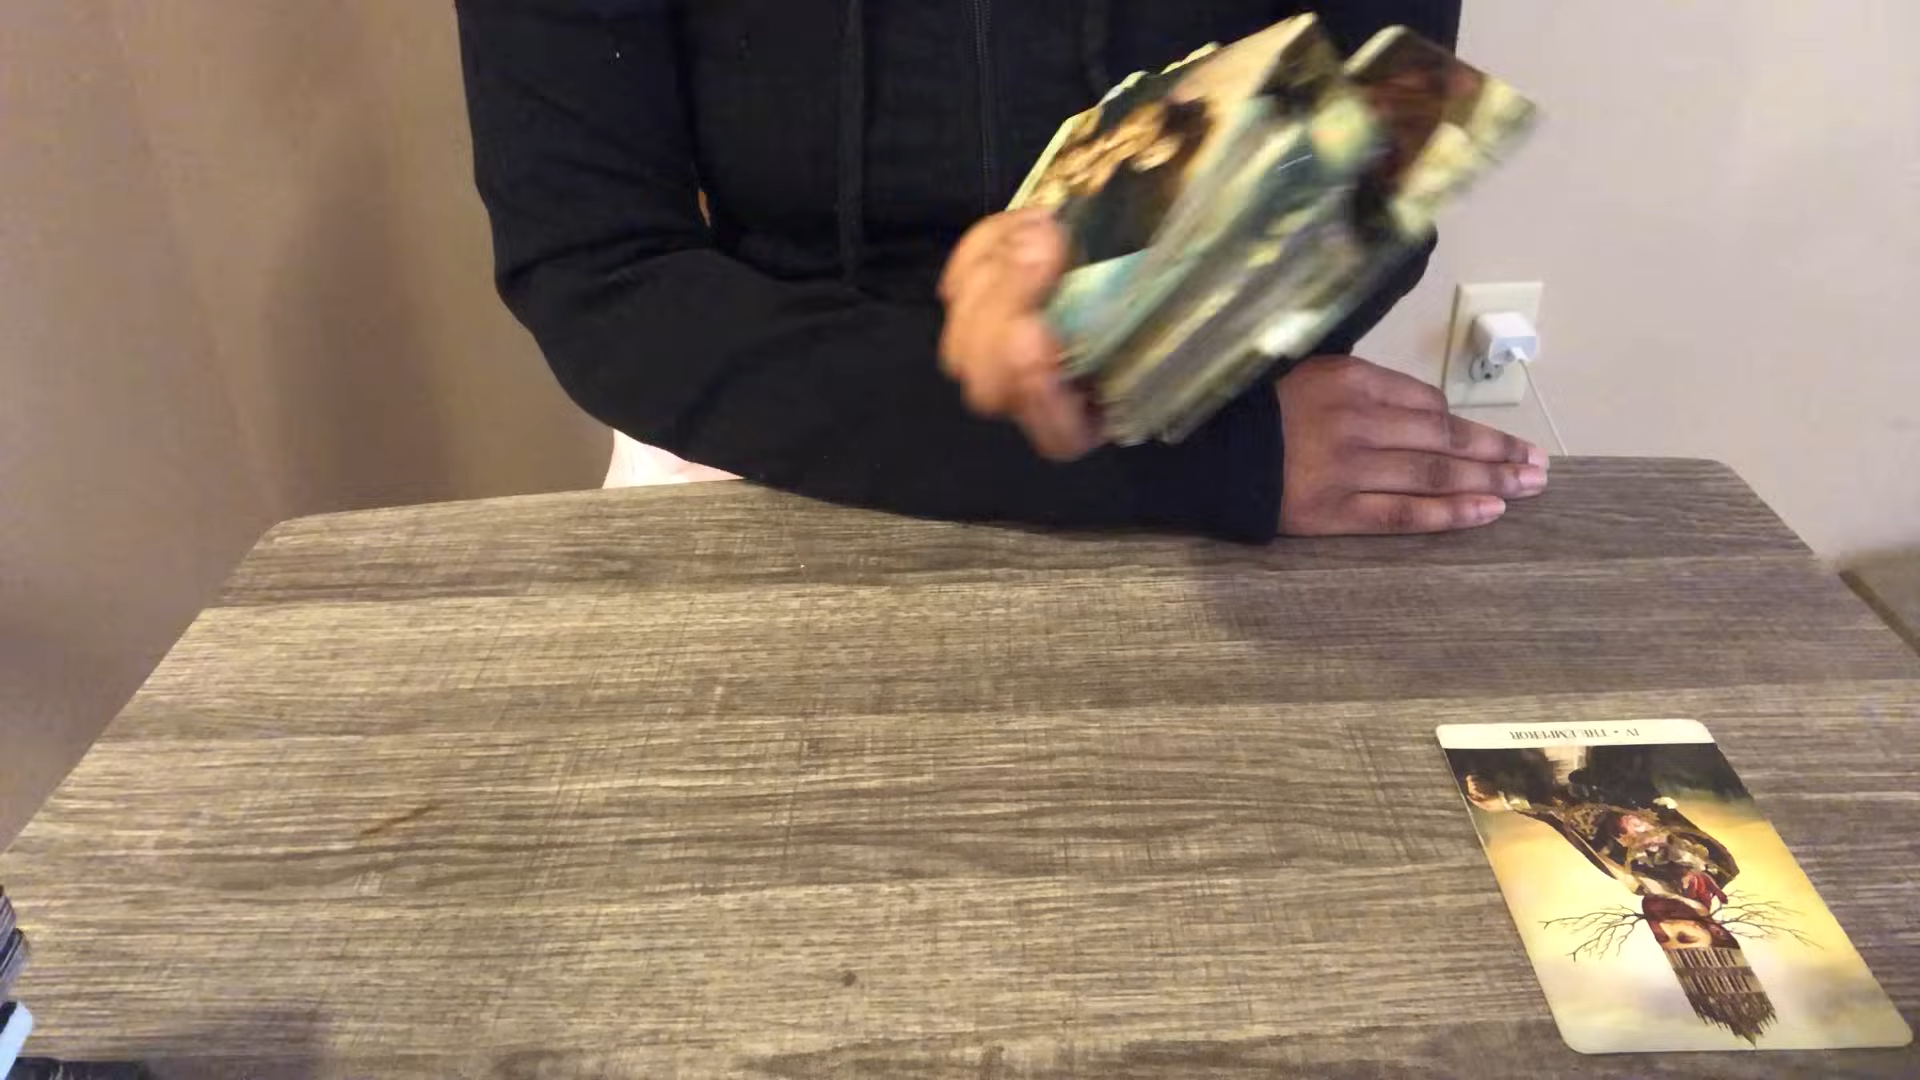 IV • THE EMPEROR